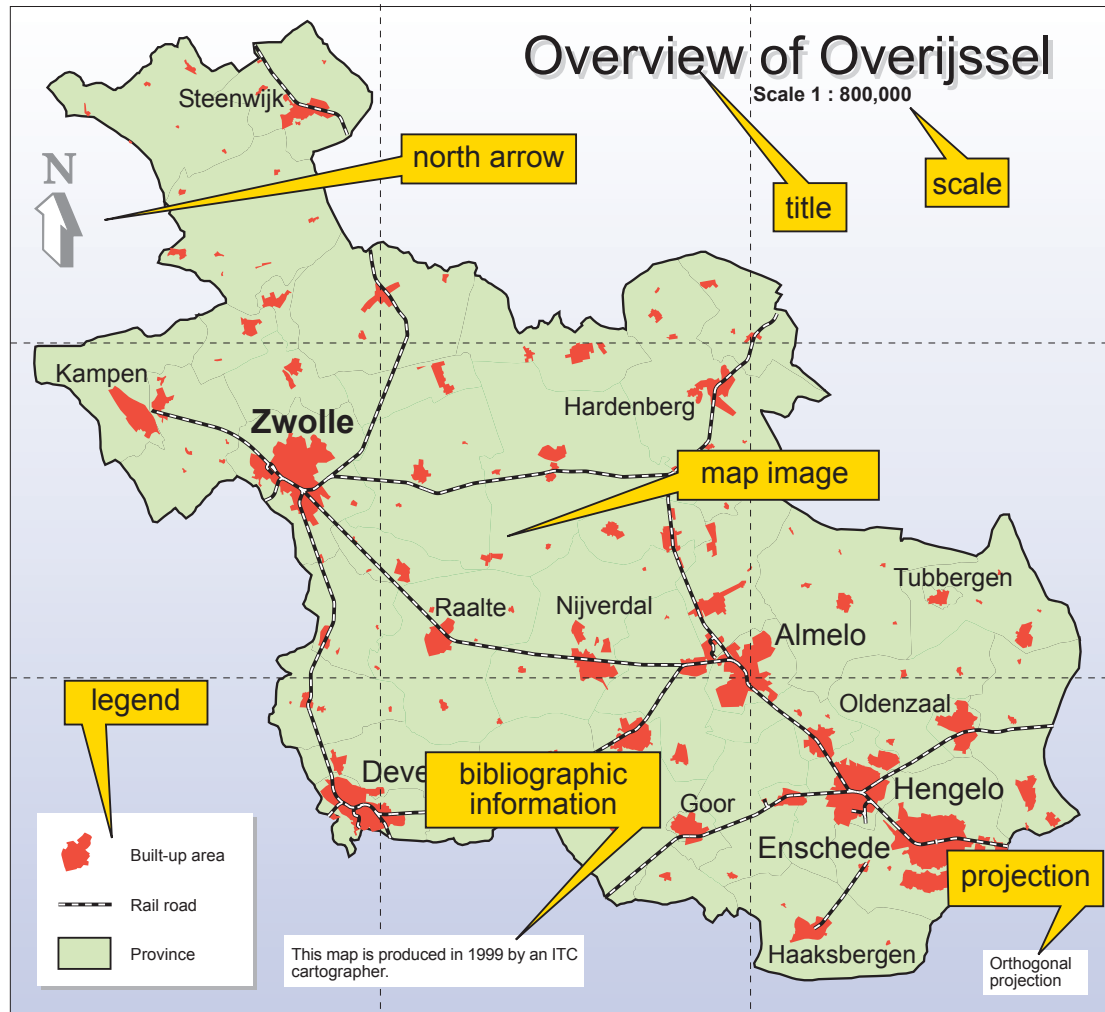 Overview of Overijssel
Scale 1 : 800,000
Steenwijk
north arrow
N
scale
title
Kampen
Zwolle
Hardenberg
map image
Tubbergen
Raalte
Nijverdal
Almelo
legend
Oldenzaal
Deve
bibliographic
information
Goor
Hengelo
Enschede
projection
Built-up area
Rail road
Province
This map is produced in 1999 by an ITC
cartographer.
Haaksbergen
Orthogonal
projection